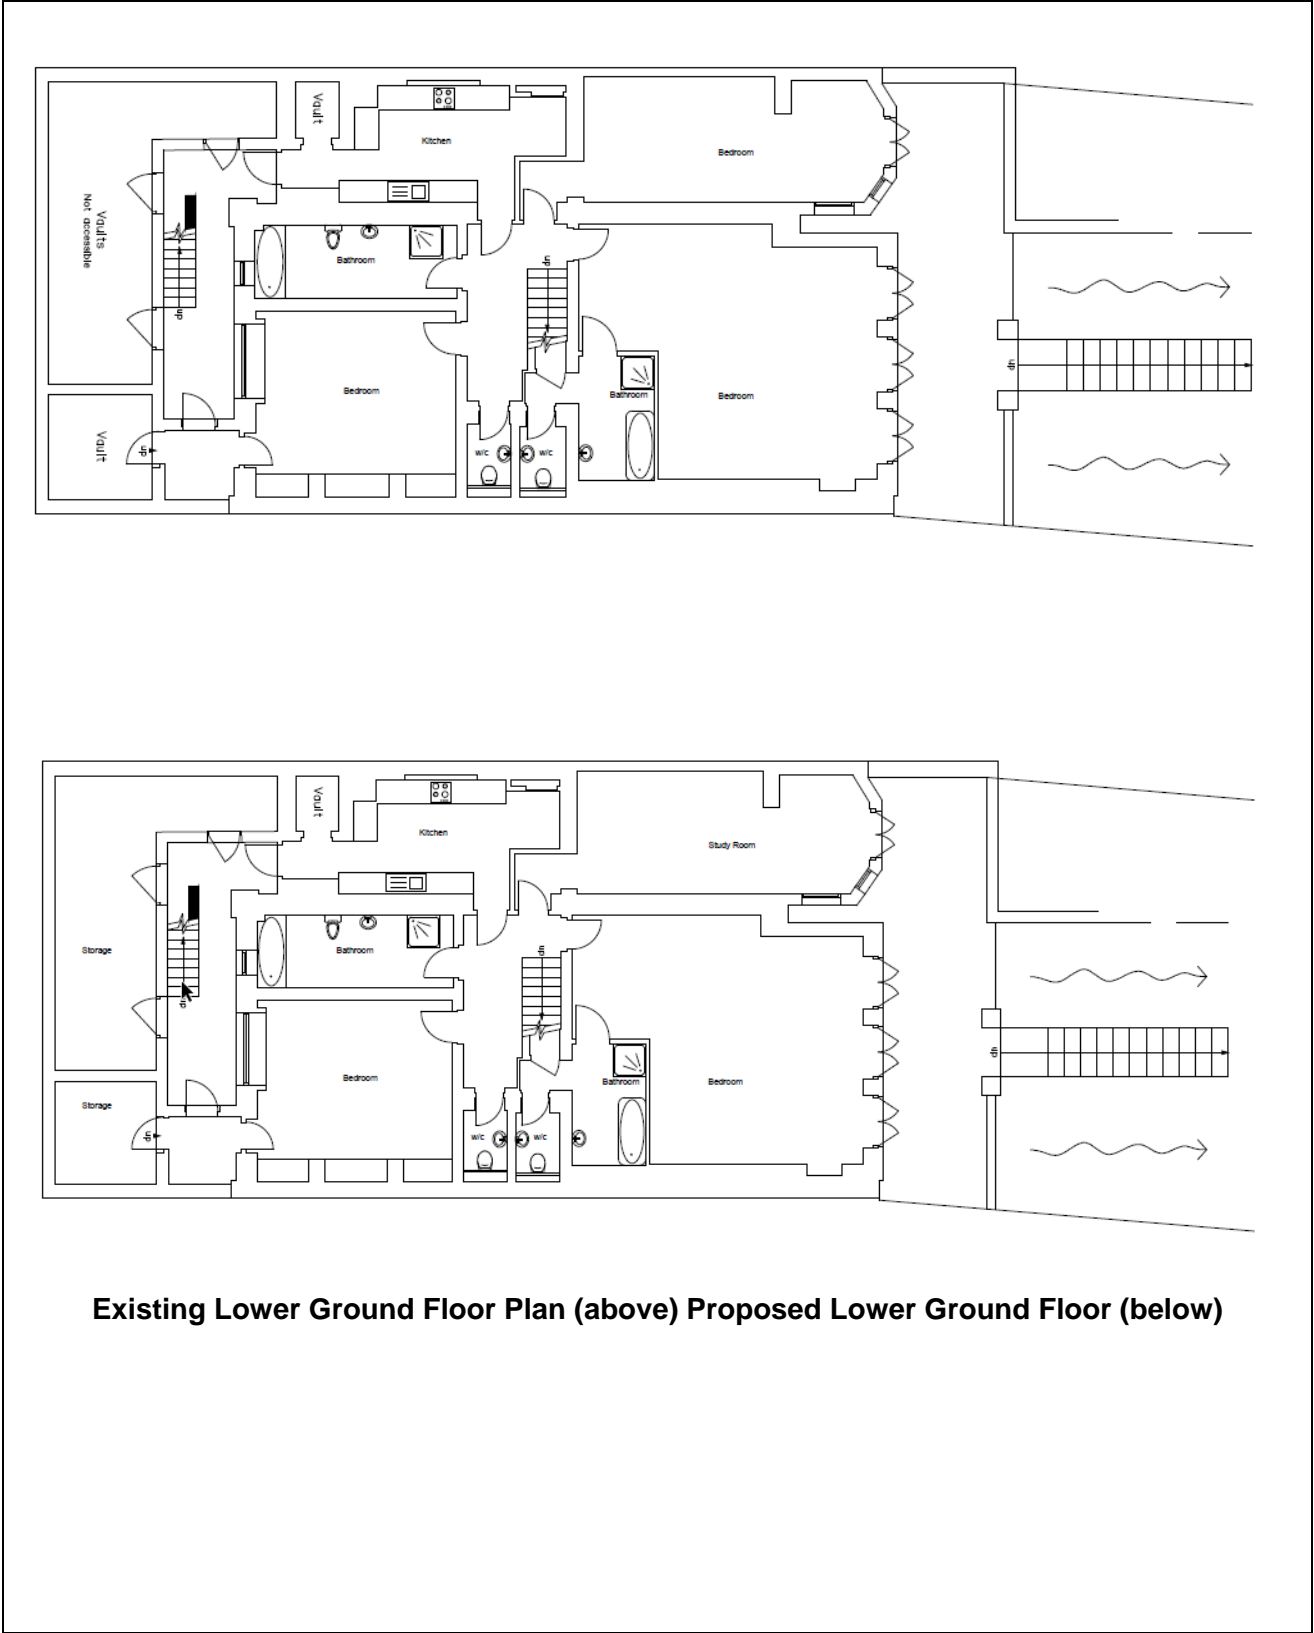 Vault
Kitchen
Bedroom
Vaults
Not accessible
Bathroom
up
up
Bedroom
Bathroom
Bedroom
up
Vault
up
w/c
w/c
Vault
Kitchen
Study Room
Storage
Bathroom
up
up
Bedroom
Bathroom
Bedroom
up
Storage
up
w/c
w/c
Existing Lower Ground Floor Plan (above) Proposed Lower Ground Floor (below)